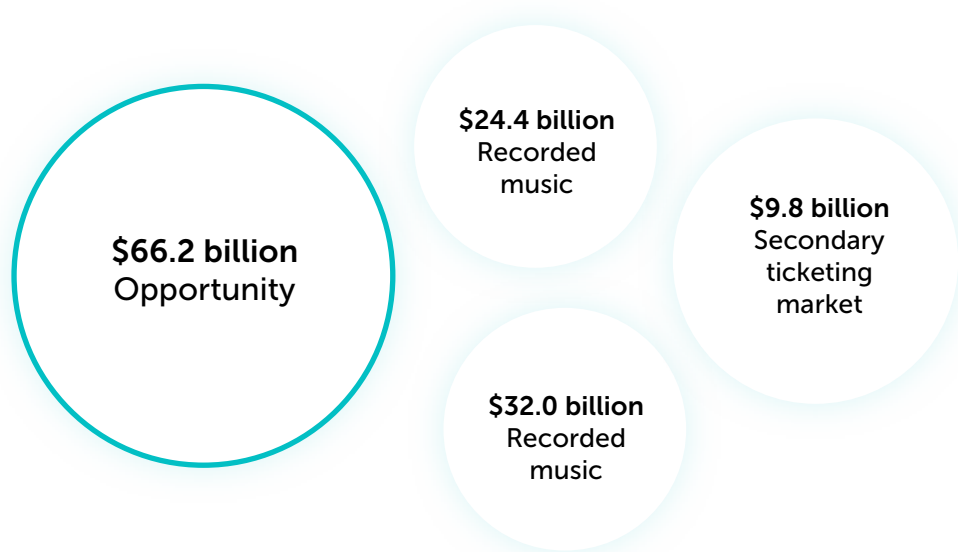 $66.2 billion
Opportunity
$24.4 billion
Recorded
music
$32.0 billion
Recorded
music
$9.8 billion
Secondary
ticketing
market